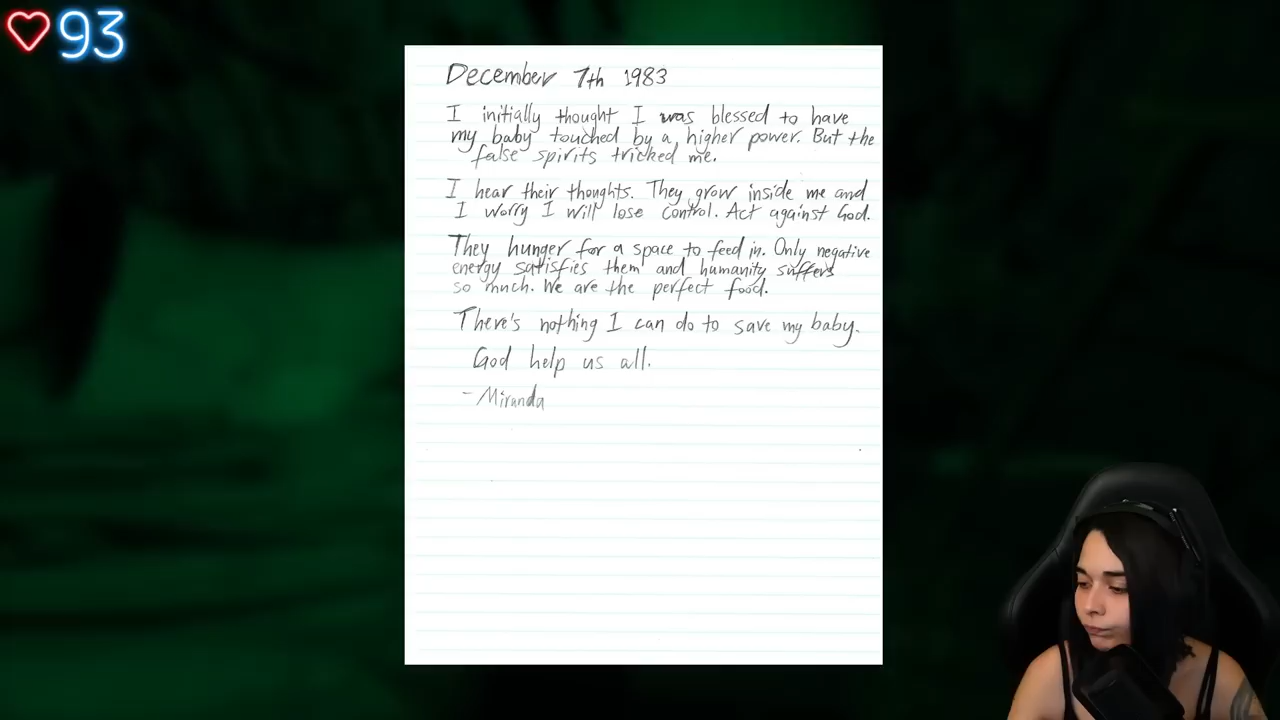 93
December 7th 1983
I initially thought I was blessed to have
my baby touched by a higher power. But the
false spirits tricked me.
I hear their thoughts. They grow inside me and
I worry I will lose control. Act against God.
They hunger for a space to feed in. Only negative
energy satisfies them and humanity suffers
so much. We are the perfect food.
There's nothing I can do to save my baby.
God help us all.
- Miranda